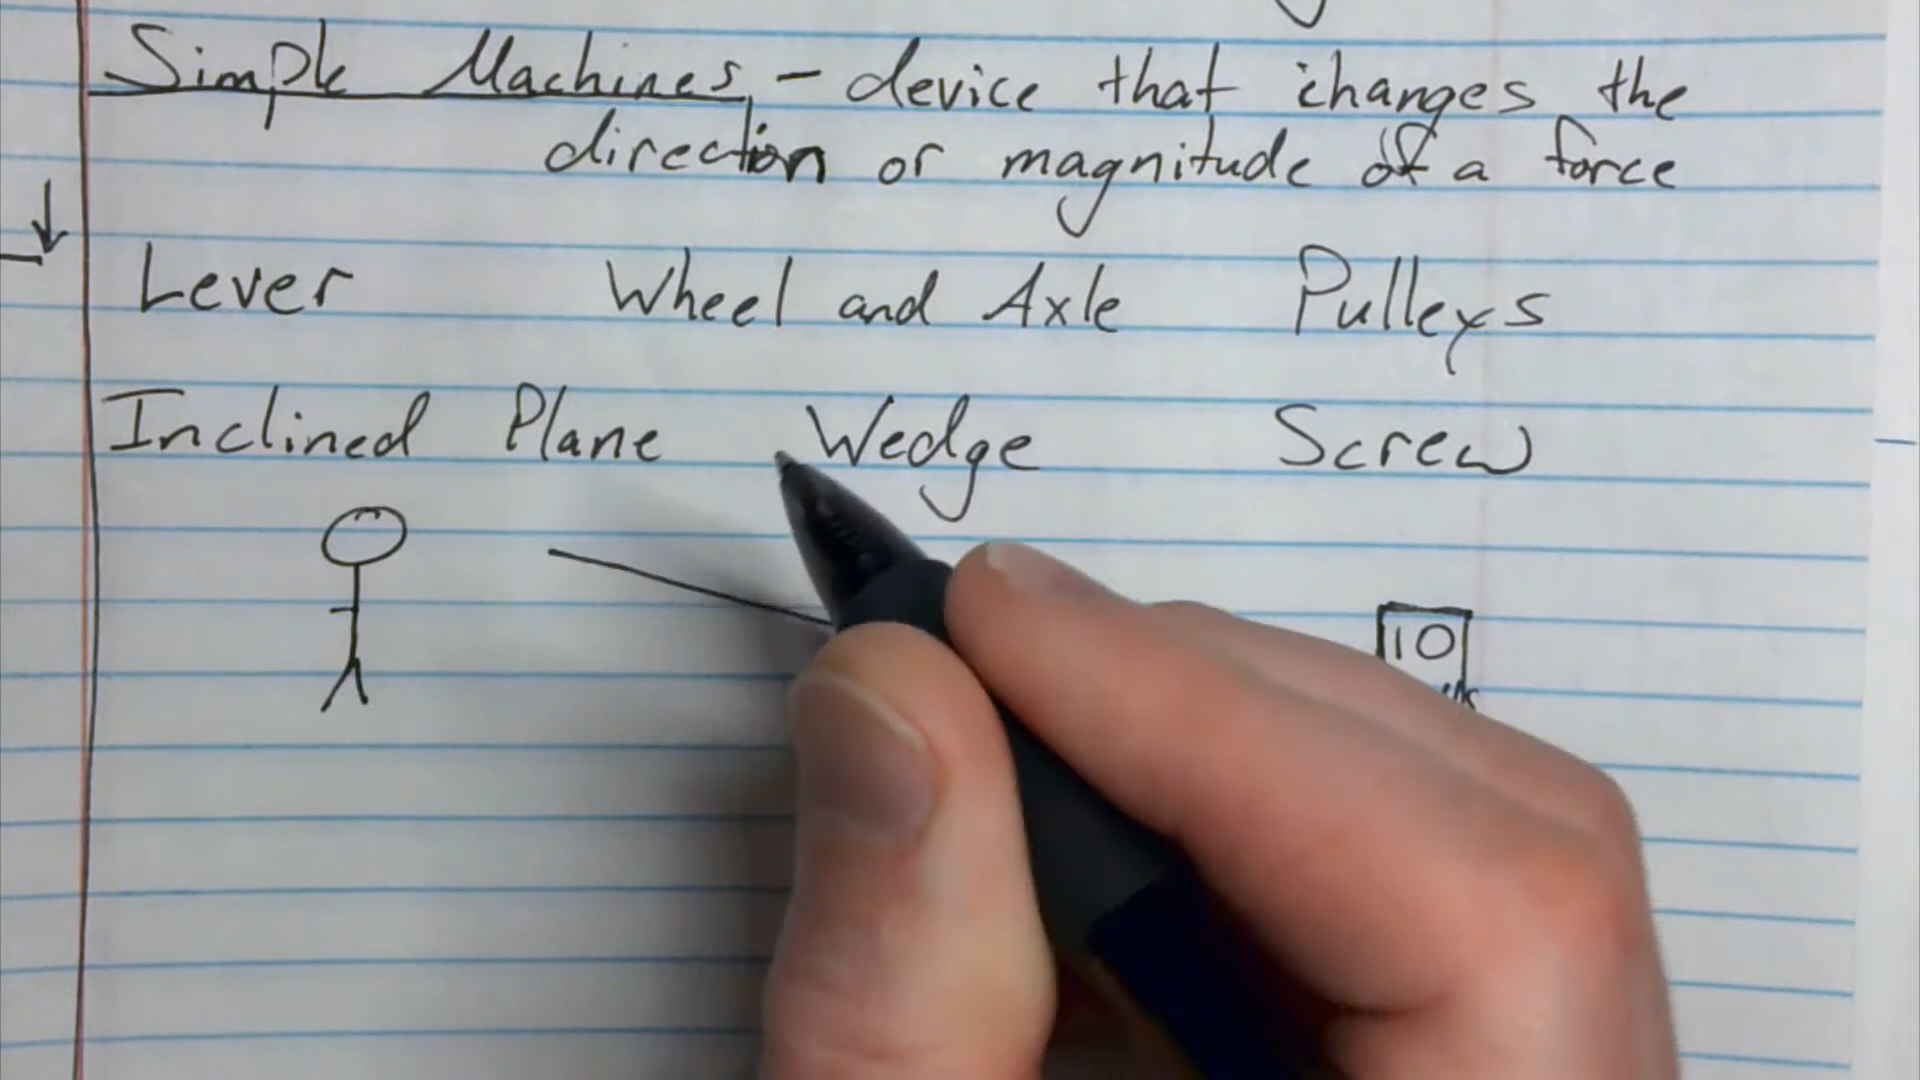 Simple Machines - device that changes the
direction or magnitude of a force
Lever Wheel and Axle Pulleys
Inclined Plane Wedge Screw
10